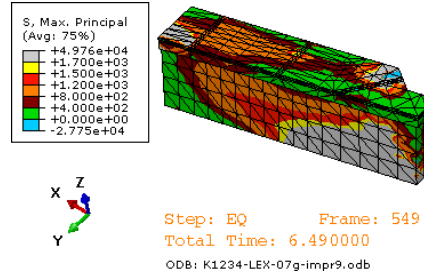 S, Max. Principal
(Avg: 75%)
+4.976e+04
+1.700e+03
+1.500e+03
+1.200e+03
+8.000e+02
+4.000e+02
+0.000e+00
-2.775e+04
X
Z
Y
Step: EQ Frame: 549
Total Time: 6.490000
ODB: K1234-LEX-07g-impr9.odb